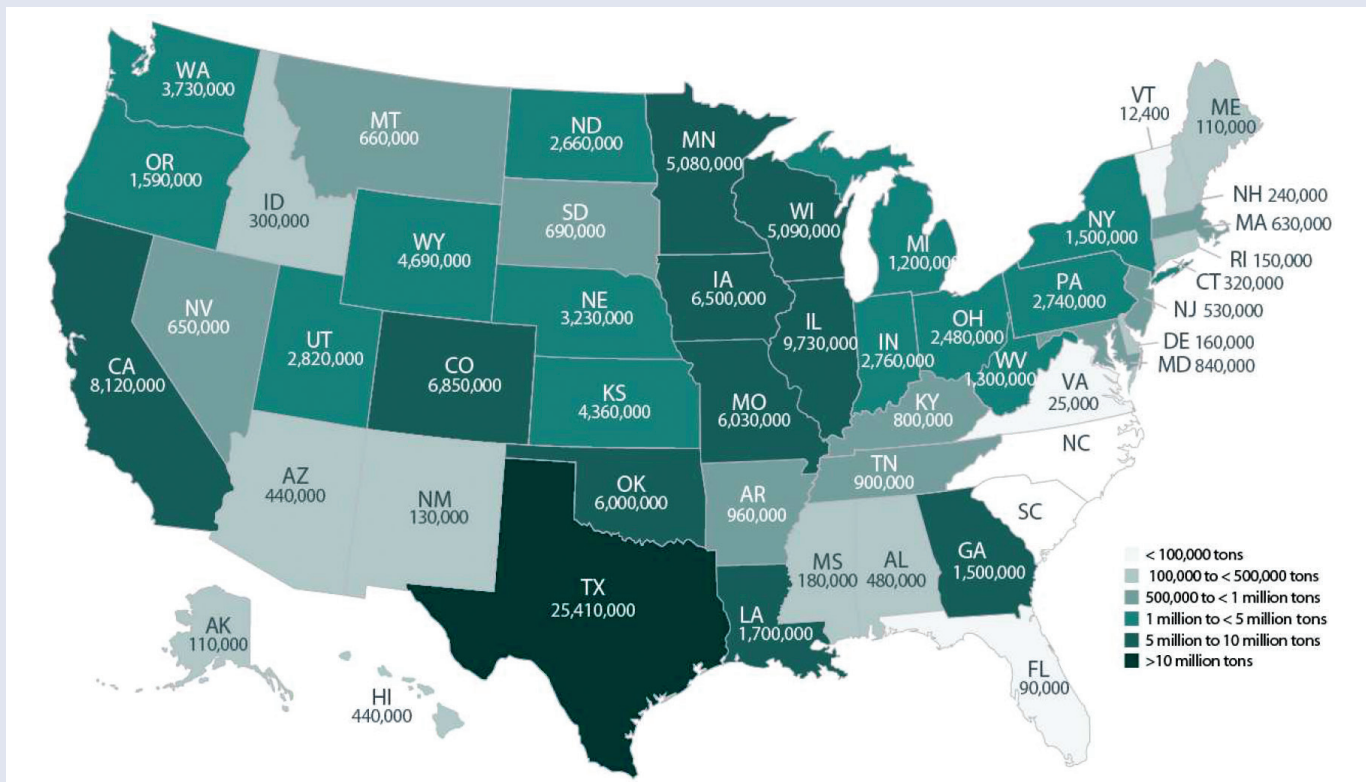 WA
3,730,000
MT
660,000
ND
2,660,000
MN
5,080,000
VT
12,400
ME
110,000
OR
1,590,000
ID
300,000
SD
690,000
WI
5,090,000
MI
1,200,000
NY
1,500,000
NH 240,000
MA 630,000
RI 150,000
CT 320,000
NJ 530,000
DE 160,000
MD 840,000
WY
4,690,000
NE
3,230,000
IA
6,500,000
PA
2,740,000
NV
650,000
UT
2,820,000
CO
6,850,000
IL
9,730,000
IN
2,760,000
OH
2,480,000
WV
1,300,000
VA
25,000
CA
8,120,000
KS
4,360,000
MO
6,030,000
KY
800,000
NC
AZ
440,000
NM
130,000
OK
6,000,000
AR
960,000
TN
900,000
SC
TX
25,410,000
MS
180,000
AL
480,000
GA
1,500,000
LA
1,700,000
FL
90,000
AK
110,000
HI
440,000
< 100,000 tons
100,000 to < 500,000 tons
500,000 to < 1 million tons
1 million to < 5 million tons
5 million to 10 million tons
>10 million tons